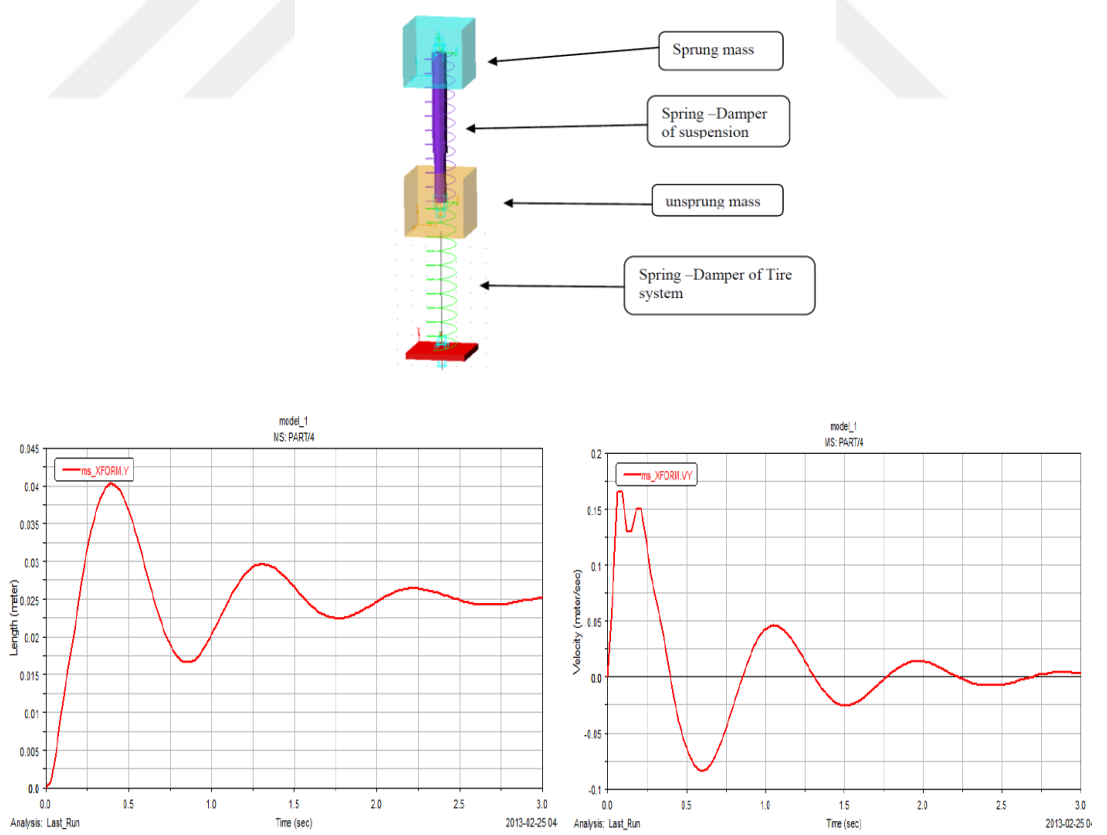 Sprung mass
Spring –Damper
of suspension
unsprung mass
Spring –Damper of Tire
system
model_1
MS: PART/4
ms_XFORM.Y
Length (meter)
0.045
0.04
0.035
0.03
0.025
0.02
0.015
0.01
0.005
0.0
0.0
0.5
1.0
1.5
2.0
2.5
3.0
Analysis: Last_Run
Time (sec)
2013-02-25 04
model_1
MS: PART/4
ms_XFORM.VY
Velocity (meter/sec)
0.2
0.15
0.1
0.05
0.0
-0.05
-0.1
0.0
0.5
1.0
1.5
2.0
2.5
3.0
Analysis: Last_Run
Time (sec)
2013-02-25 04